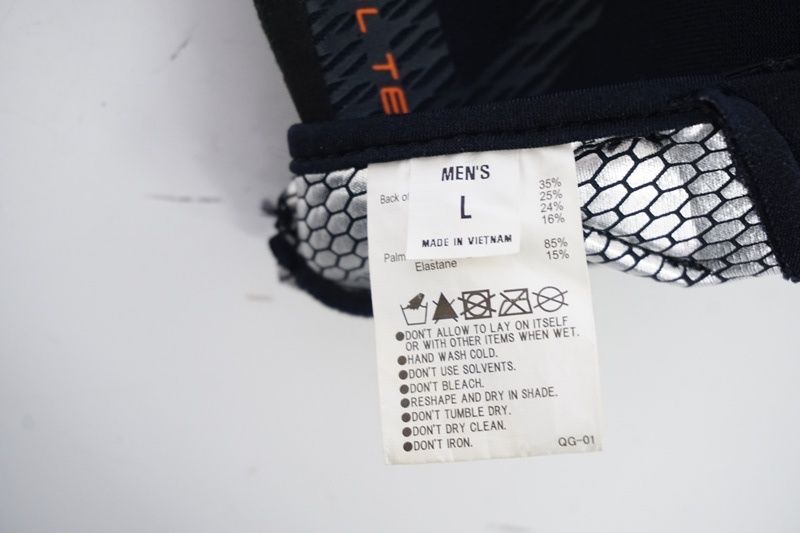 L TE
MEN'S
L
MADE IN VIETNAM
Back of
35%
25%
24%
16%
Palm
85%
Elastane 15%
●DON'T ALLOW TO LAY ON ITSELF
OR WITH OTHER ITEMS WHEN WET.
●HAND WASH COLD.
●DON'T USE SOLVENTS.
●DON'T BLEACH.
●RESHAPE AND DRY IN SHADE.
●DON'T TUMBLE DRY.
●DON'T DRY CLEAN.
●DON'T IRON.
QG-01